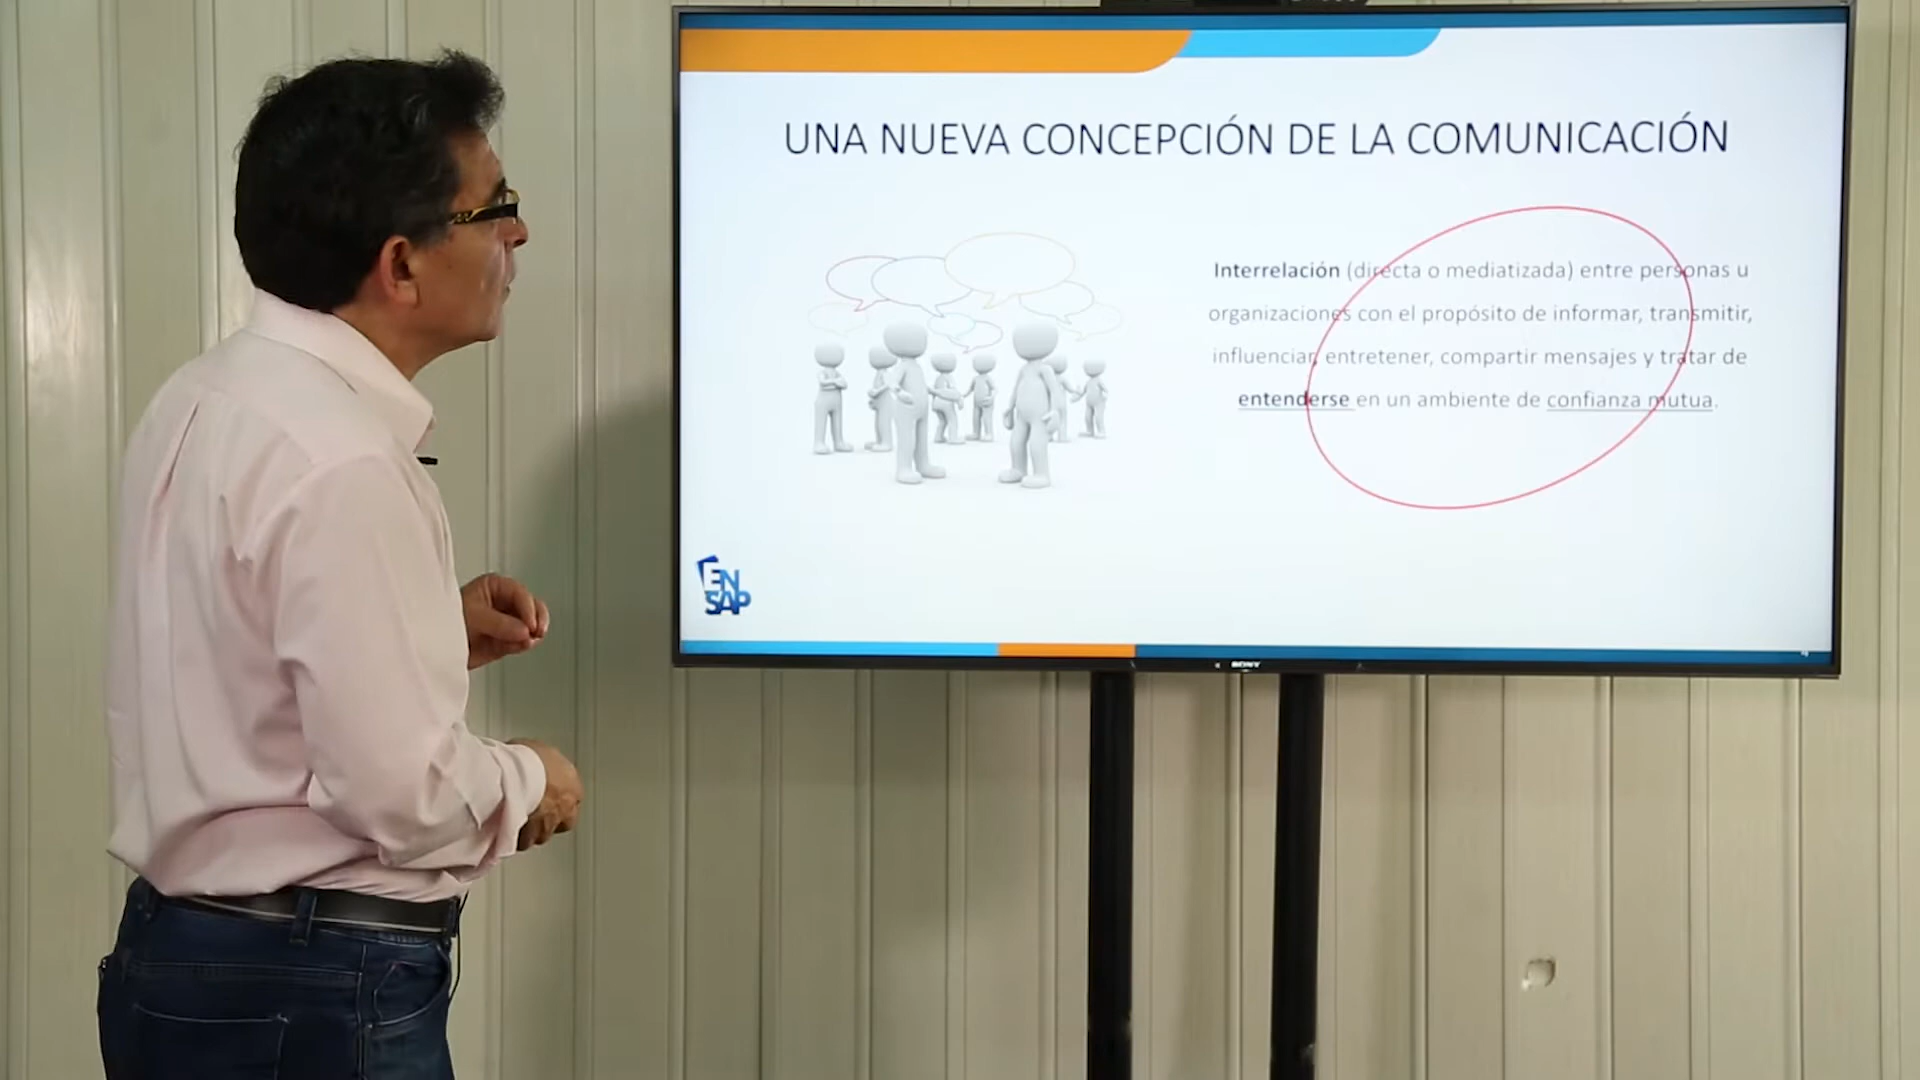 UNA NUEVA CONCEPCIÓN DE LA COMUNICACIÓN
Interrelación (directa o mediatizada) entre personas u
organizaciones con el propósito de informar, transmitir,
influenciar, entretener, compartir mensajes y tratar de
entenderse en un ambiente de confianza mutua.
EN
SAP
SONY